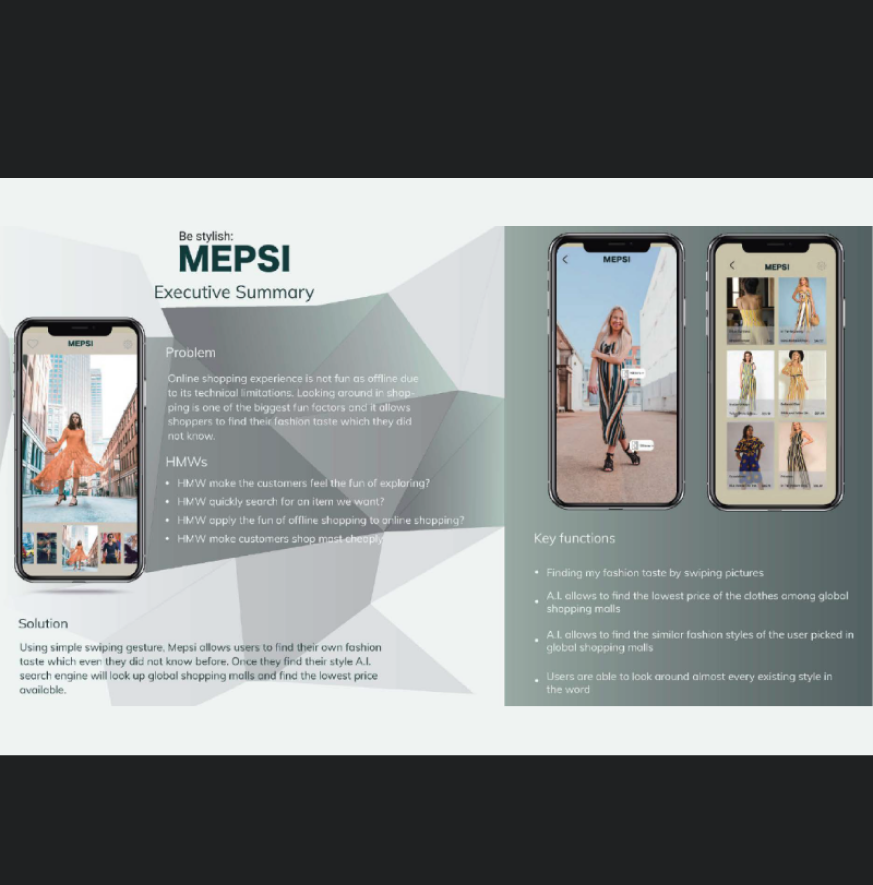 Be stylish:
MEPSI
Executive Summary
MEPSI
Problem
Online shopping experience is not fun as offline due
to its technical limitations. Looking around in shop-
ping is one of the biggest fun factors and it allows
shoppers to find their fashion taste which they did
not know.
HMWs
• HMW make the customers feel the fun of exploring?
• HMW quickly search for an item we want?
• HMW apply the fun of offline shopping to online shopping?
• HMW make customers shop most cheaply
Solution
Using simple swiping gesture, Mepsi allows users to find their own fashion
taste which even they did not know before. Once they find their style A.I.
search engine will look up global shopping malls and find the lowest price
available.
MEPSI
MEPSI
Key functions
• Finding my fashion taste by swiping pictures
• A.I. allows to find the lowest price of the clothes among global
shopping malls
• A.I. allows to find the similar fashion styles of the user picked in
global shopping malls
• Users are able to look around almost every existing style in
the word